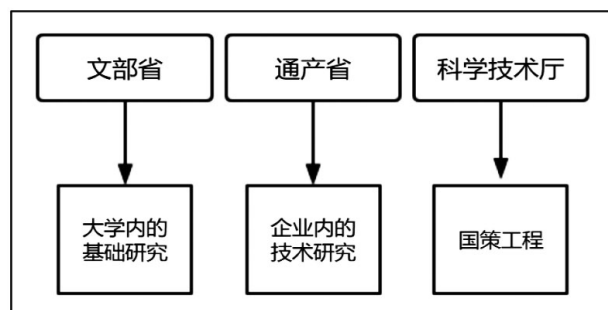 文部省
通产省
科学技术厅
大学内的
基础研究
企业内的
技术研究
国策工程